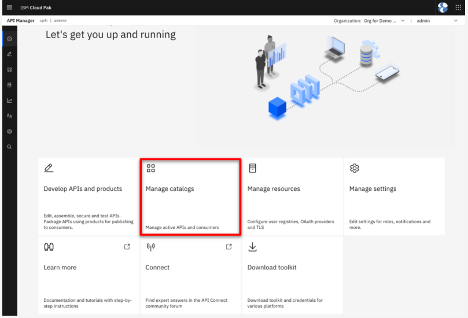 IBM Cloud Pak
API Manager
Organization: Org for Demo ...
admin
Let's get you up and running
Develop APIs and products
Edit, assemble, secure and test APIs.
Package APIs using products for publishing
to consumers.
Manage catalogs
Manage active APIs and consumers
Manage resources
Configure user registries, OAuth providers
and TLS
Manage settings
Edit settings for roles, notifications and
more.
Learn more
Documentation and tutorials with step-by-
step instructions
Connect
Find expert answers in the API Connect
community forum
Download toolkit
Download toolkit and credentials for
various platforms